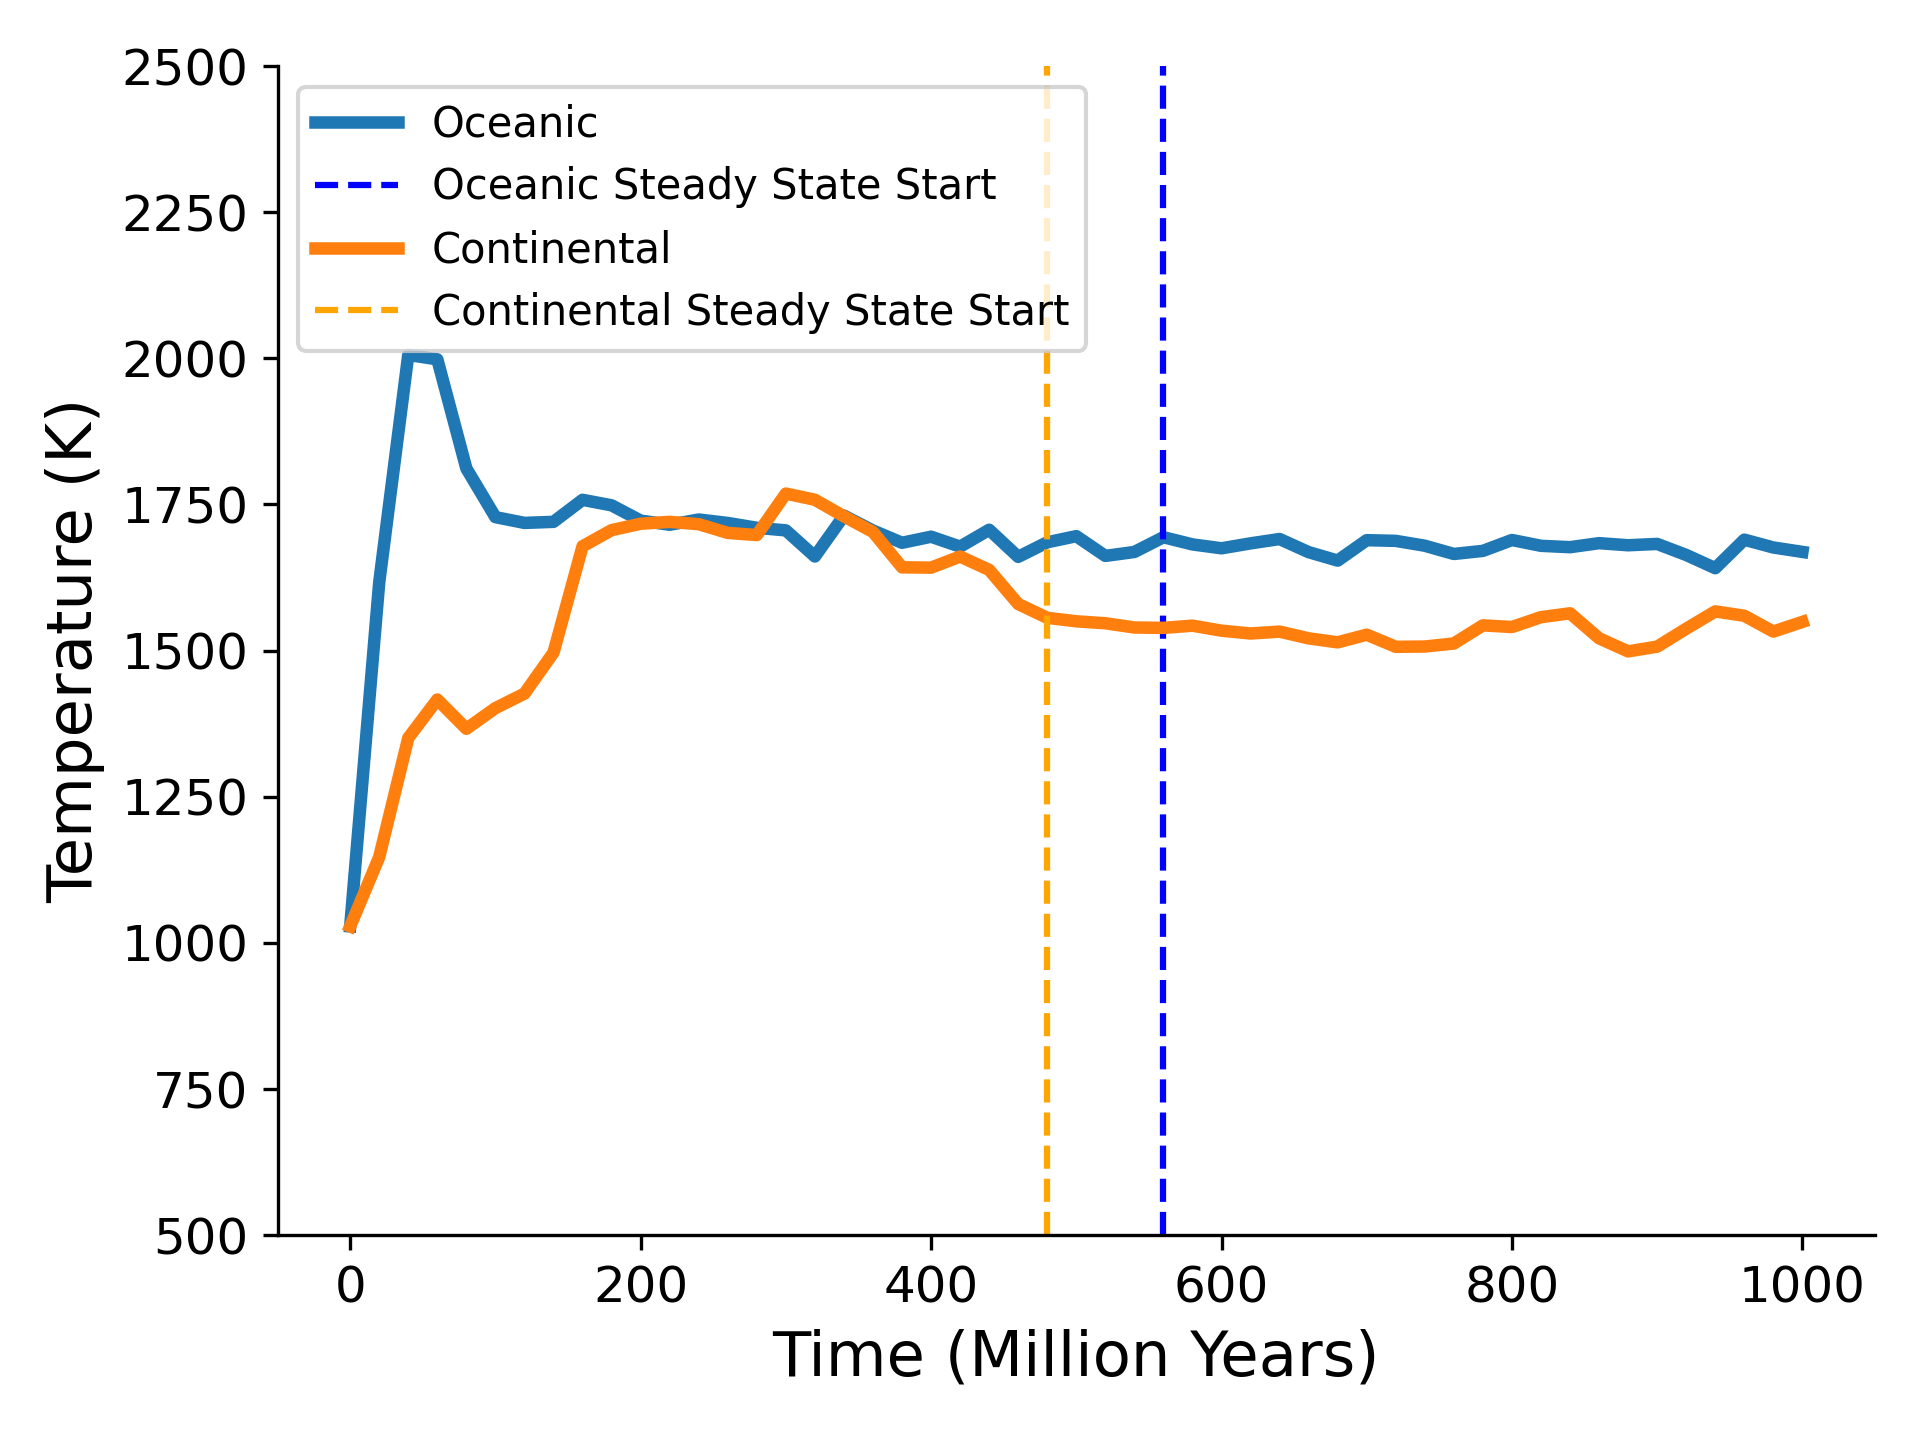 2500
2250
2000
1750
1500
1250
1000
750
500
Temperature (K)
Oceanic
Oceanic Steady State Start
Continental
Continental Steady State Start
0 200 400 600 800 1000
Time (Million Years)